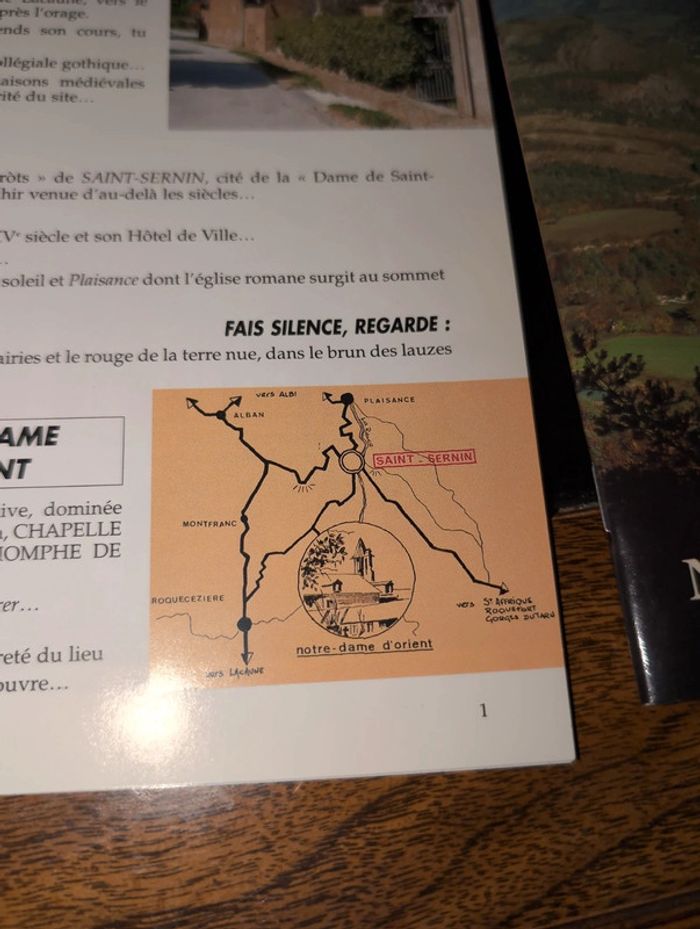 près l'orage.
ends son cours, tu
llégiale gothique...
aisons médiévales
rité du site...
ròts » de SAINT-SERNIN, cité de la « Dame de Saint-
hir venue d'au-delà les siècles...
Vᵉ siècle et son Hôtel de Ville...
soleil et Plaisance dont l'église romane surgit au sommet
FAIS SILENCE, REGARDE :
airies et le rouge de la terre nue, dans le brun des lauzes
AME
NT
ive, dominée
CHAPELLE
IOMPHE DE
rer...
reté du lieu
ouvre...
vers ALBI
ALBAN
PLAISANCE
SAINT-SERNIN
MONTFRANC
ROQUECEZIERE
vers LACAUNE
notre-dame d'orient
vers St AFFRIQUE
ROQUEFORT
GORGES DU TARN
1
N